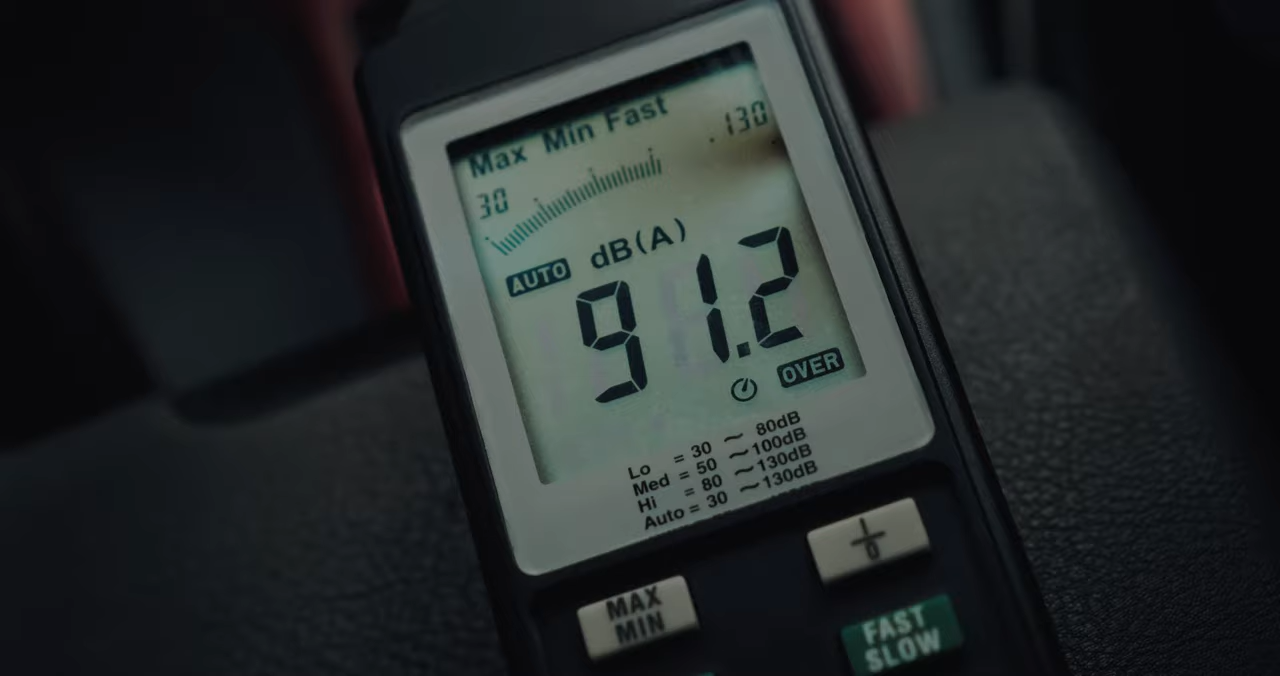 Max Min Fast
30 .130
AUTO dB(A)
91.2
OVER
Lo = 30 ~ 80dB
Med = 50 ~100dB
Hi = 80 ~130dB
Auto = 30 ~130dB
MAX
MIN
FAST
SLOW